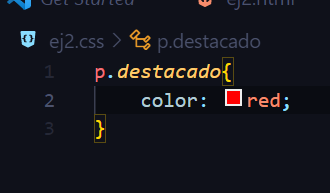 Get Started ej2.html
ej2.css > p.destacado
1 p.destacado{
2 color: red;
3 }